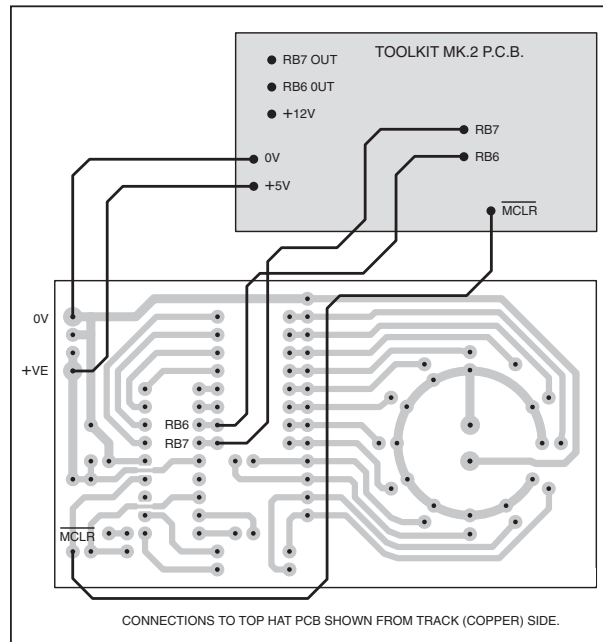 TOOLKIT MK.2 P.C.B.
RB7 OUT
RB6 0UT
+12V
RB7
0V
RB6
+5V
MCLR
0V
+VE
RB6
RB7
MCLR
CONNECTIONS TO TOP HAT PCB SHOWN FROM TRACK (COPPER) SIDE.